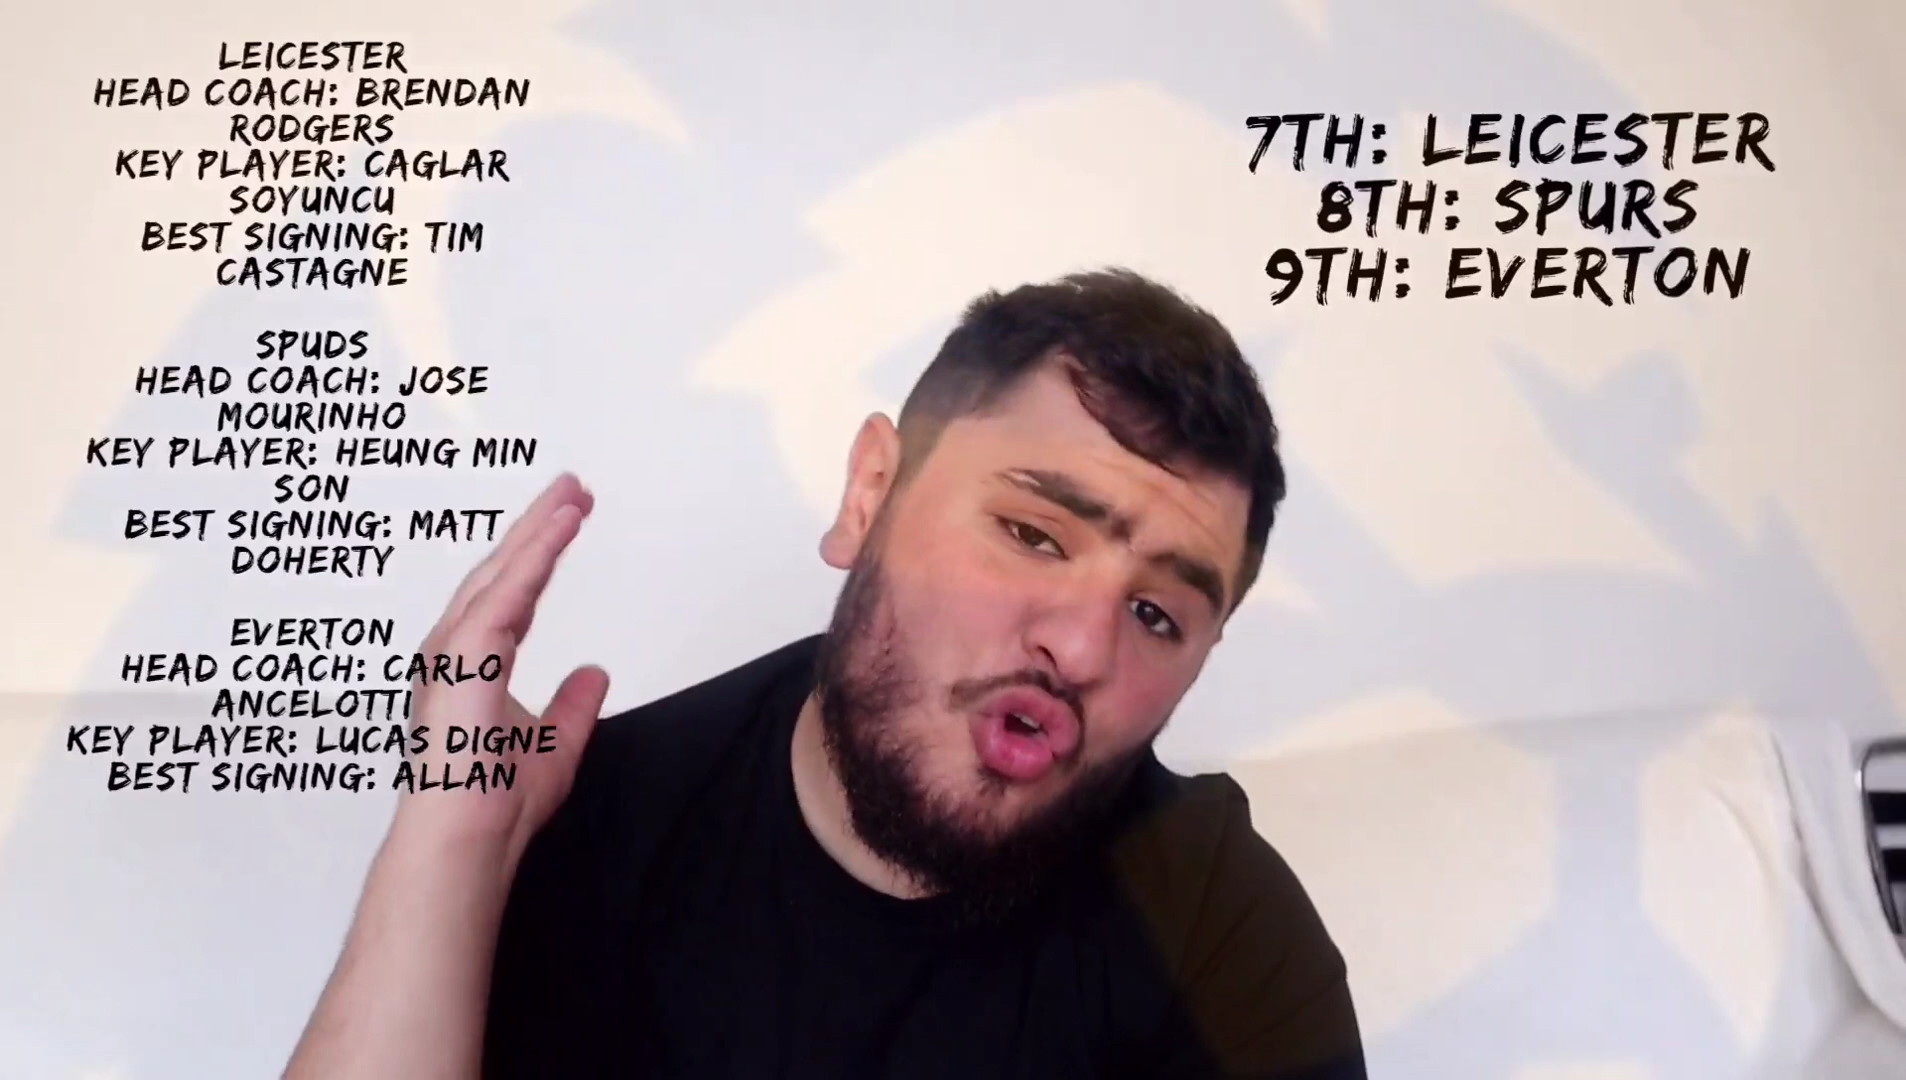 LEICESTER
HEAD COACH: BRENDAN
RODGERS
KEY PLAYER: CAGLAR
SOYUNCU
BEST SIGNING: TIM
CASTAGNE
SPUDS
HEAD COACH: JOSE
MOURINHO
KEY PLAYER: HEUNG MIN
SON
BEST SIGNING: MATT
DOHERTY
EVERTON
HEAD COACH: CARLO
ANCELOTTI
KEY PLAYER: LUCAS DIGNE
BEST SIGNING: ALLAN
7TH: LEICESTER
8TH: SPURS
9TH: EVERTON